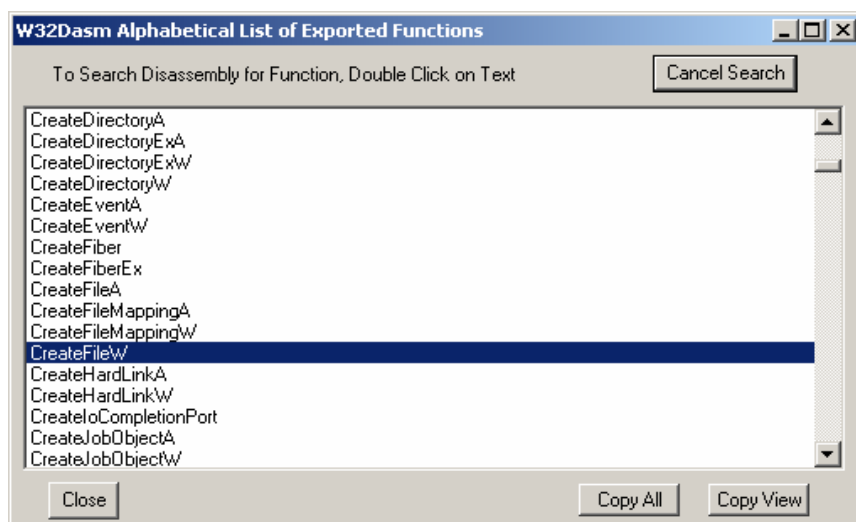 W32Dasm Alphabetical List of Exported Functions
To Search Disassembly for Function, Double Click on Text
Cancel Search
CreateDirectoryA
CreateDirectoryExA
CreateDirectoryExW
CreateDirectoryW
CreateEventA
CreateEventW
CreateFiber
CreateFiberEx
CreateFileA
CreateFileMappingA
CreateFileMappingW
CreateFileW
CreateHardLinkA
CreateHardLinkW
CreateIoCompletionPort
CreateJobObjectA
CreateJobObjectW
Close
Copy All
Copy View